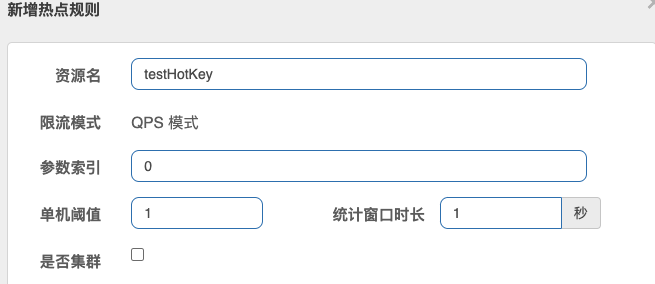 新增热点规则
资源名 testHotKey
限流模式 QPS 模式
参数索引 0
单机阈值 1 统计窗口时长 1 秒
是否集群